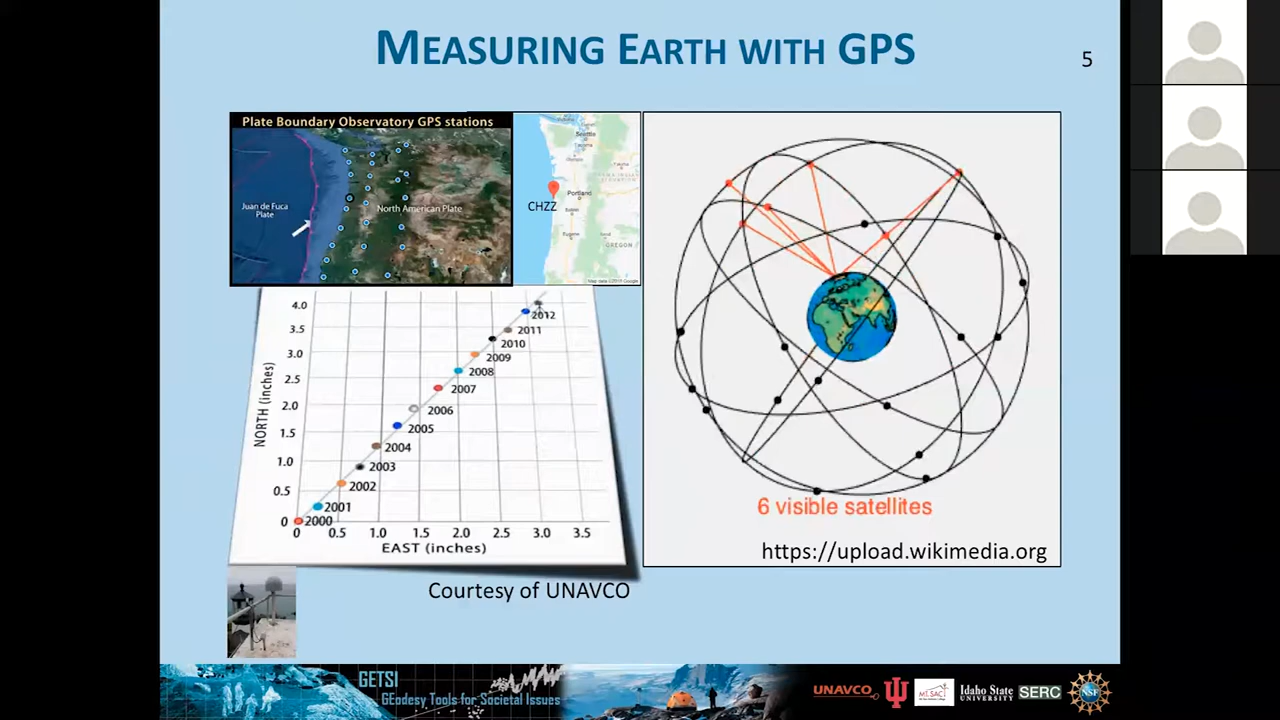 MEASURING EARTH WITH GPS
5
Plate Boundary Observatory GPS stations
Juan de Fuca
Plate
North American Plate
Seattle
Portland
CHZZ
Eugene
OREGON
4.0
3.5
3.0
2.5
2.0
1.5
1.0
0.5
0
NORTH (inches)
2012
2011
2010
2009
2008
2007
2006
2005
2004
2003
2002
2001
2000
0 0.5 1.0 1.5 2.0 2.5 3.0 3.5
EAST (inches)
6 visible satellites
https://upload.wikimedia.org
Courtesy of UNAVCO
GETSI
GEodesy Tools for Societal Issues
UNAVCO
MT. SAC
Idaho State
UNIVERSITY
SERC
NSF